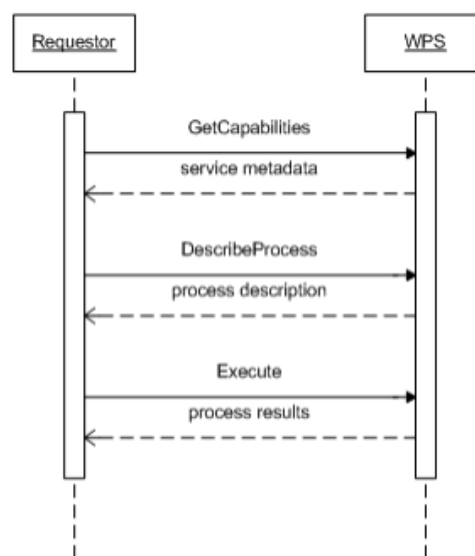 Requestor
WPS
GetCapabilities
service metadata
DescribeProcess
process description
Execute
process results